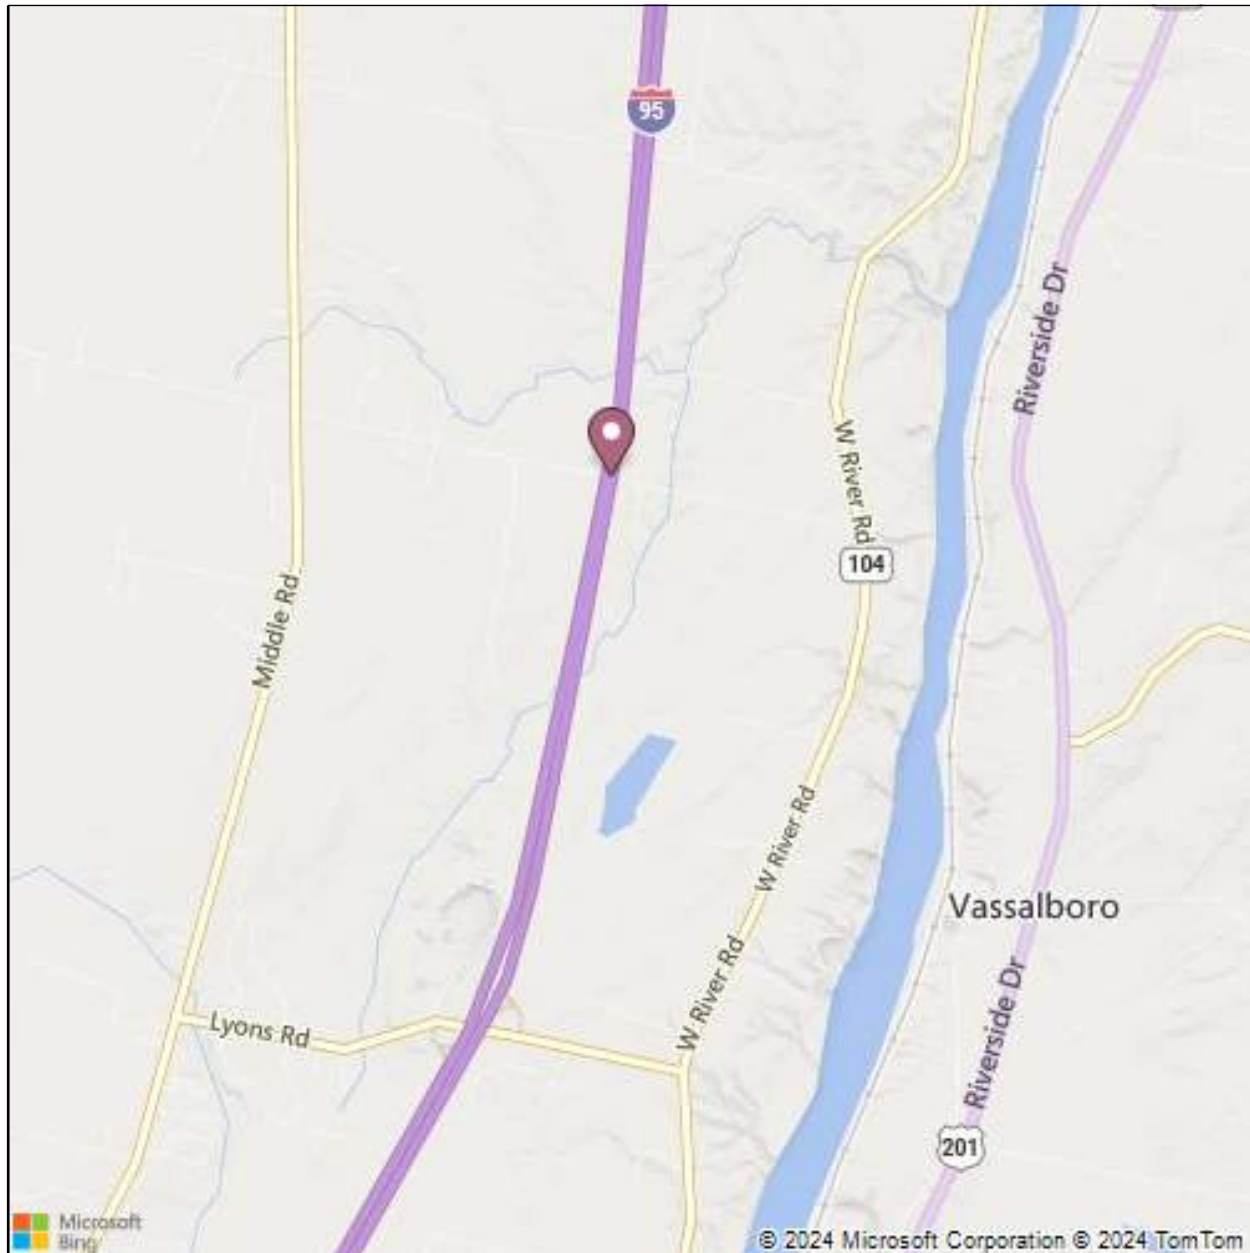 95
Riverside Dr
W River Rd
104
Middle Rd
W River Rd
Vassalboro
W River Rd
Lyons Rd
Riverside Dr
201
Microsoft
Bing
© 2024 Microsoft Corporation © 2024 TomTom